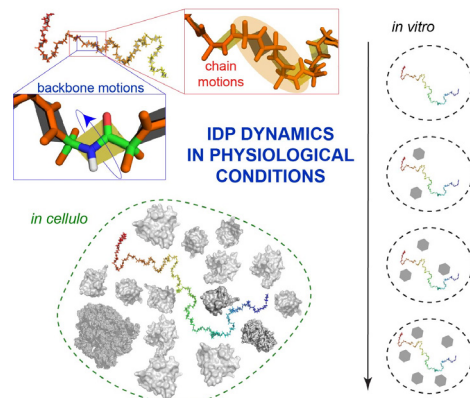 chain
motions
in vitro
backbone motions
IDP DYNAMICS
IN PHYSIOLOGICAL
CONDITIONS
in cellulo